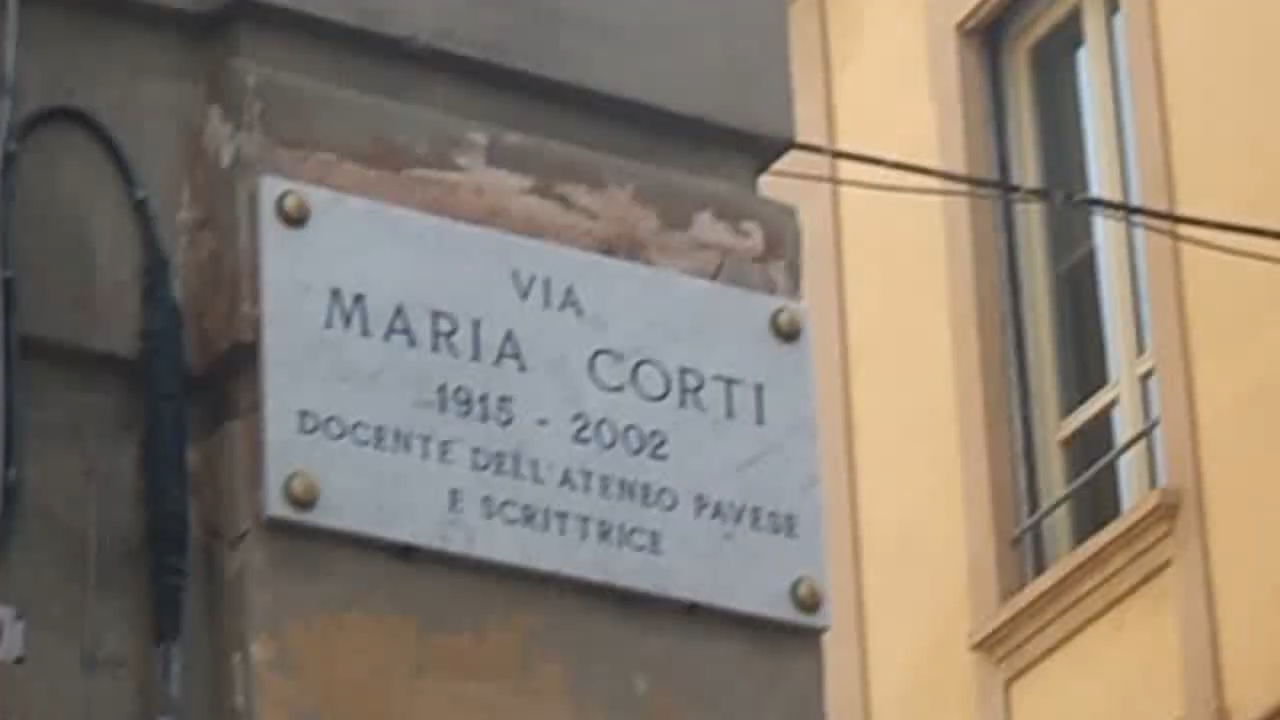 VIA
MARIA CORTI
1915 - 2002
DOCENTE DELL'ATENEO PAVESE
E SCRITTRICE